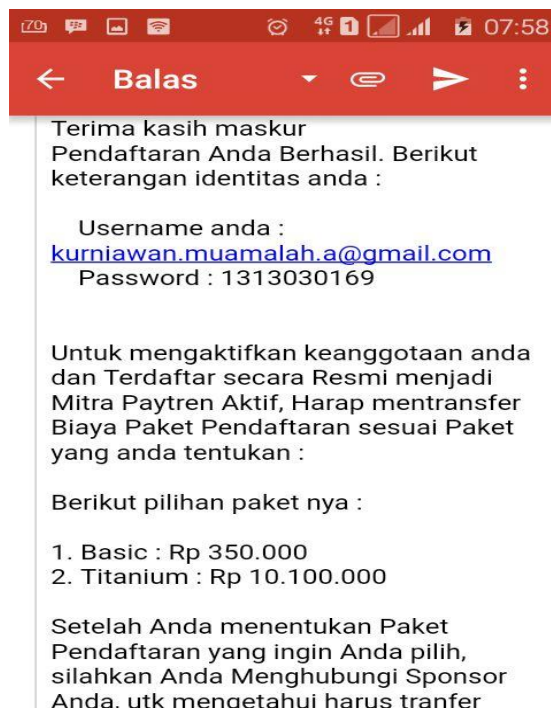 70 4G 1 07:58
Balas
Terima kasih maskur
Pendaftaran Anda Berhasil. Berikut
keterangan identitas anda :
Username anda :
kurniawan.muamalah.a@gmail.com
Password : 1313030169
Untuk mengaktifkan keanggotaan anda
dan Terdaftar secara Resmi menjadi
Mitra Paytren Aktif, Harap mentransfer
Biaya Paket Pendaftaran sesuai Paket
yang anda tentukan :
Berikut pilihan paket nya :
1. Basic : Rp 350.000
2. Titanium : Rp 10.100.000
Setelah Anda menentukan Paket
Pendaftaran yang ingin Anda pilih,
silahkan Anda Menghubungi Sponsor
Anda, utk mengetahui harus tranfer